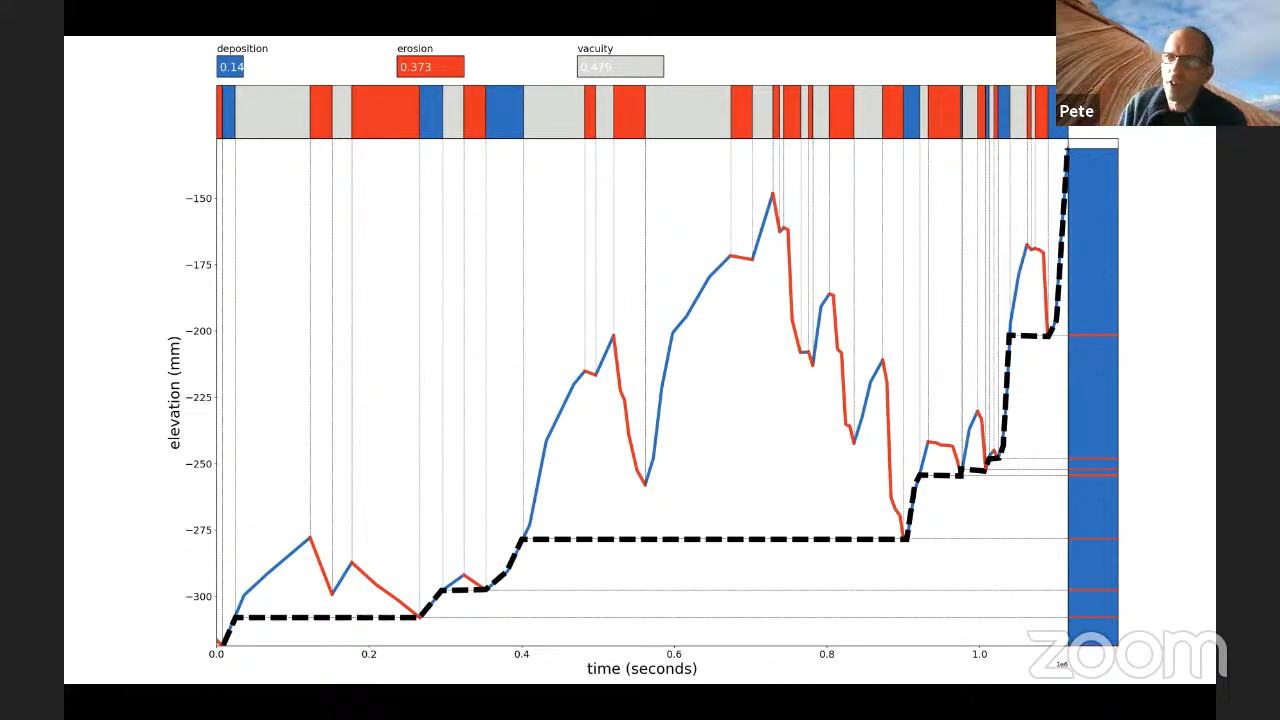 deposition
erosion
vacuity
0.14
0.373
0.479
Pete
−150
−175
−200
−225
−250
−275
−300
elevation (mm)
0.0
0.2
0.4
0.6
0.8
1.0
1e6
time (seconds)
zoom